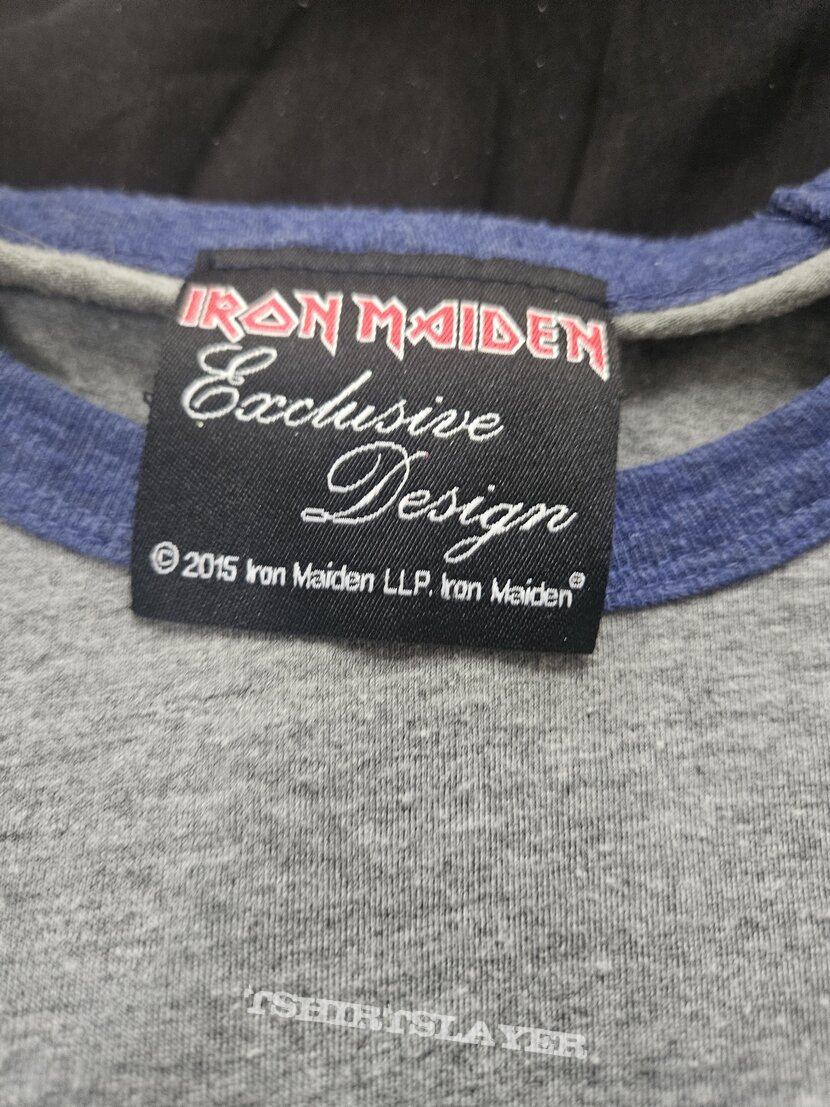 IRON MAIDEN
Exclusive
Design
© 2015 Iron Maiden LLP. Iron Maiden®
TSHIRTSLAYER